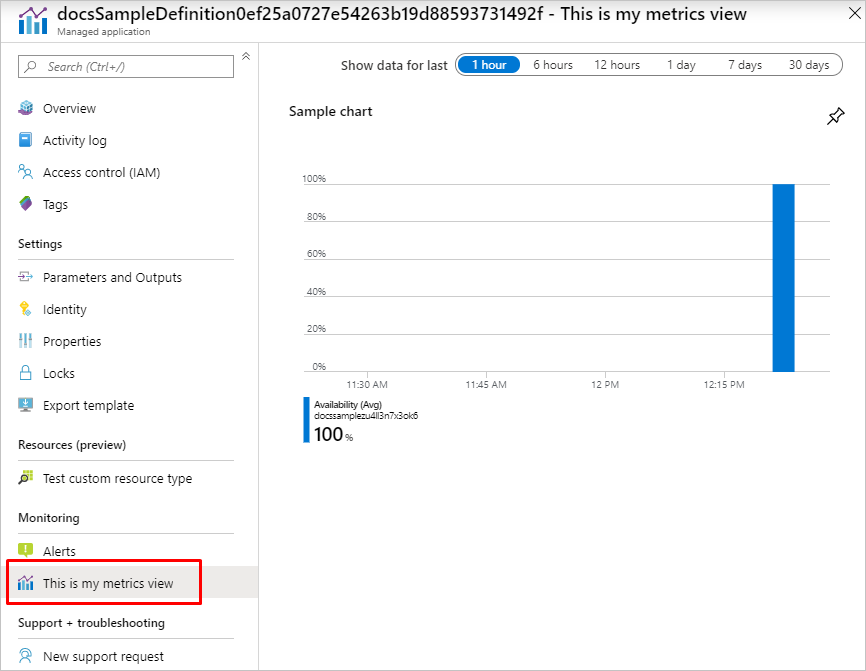 docsSampleDefinition0ef25a0727e54263b19d88593731492f - This is my metrics view
Managed application
Search (Ctrl+/)
Overview
Activity log
Access control (IAM)
Tags
Settings
Parameters and Outputs
Identity
Properties
Locks
Export template
Resources (preview)
Test custom resource type
Monitoring
Alerts
This is my metrics view
Support + troubleshooting
New support request
Show data for last 1 hour 6 hours 12 hours 1 day 7 days 30 days
Sample chart
100%
80%
60%
40%
20%
0%
11:30 AM 11:45 AM 12 PM 12:15 PM
Availability (Avg)
docssamplezu4ll3n7x3ok6
100 %